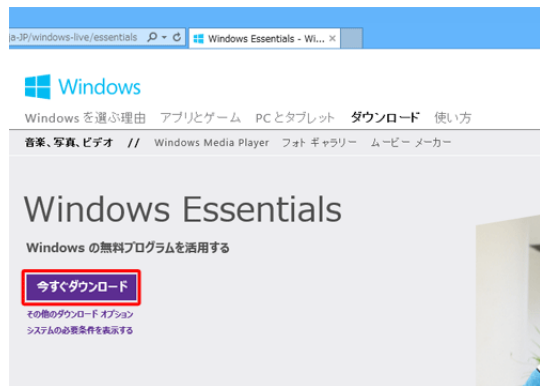 a-JP/windows-live/essentials
Windows Essentials - Wi...
Windows
Windows を選ぶ理由 アプリとゲーム PCとタブレット ダウンロード 使い方
音楽、写真、ビデオ // Windows Media Player フォト ギャラリー ムービー メーカー
Windows Essentials
Windows の無料プログラムを活用する
今すぐダウンロード
その他のダウンロード オプション
システムの必要条件を表示する